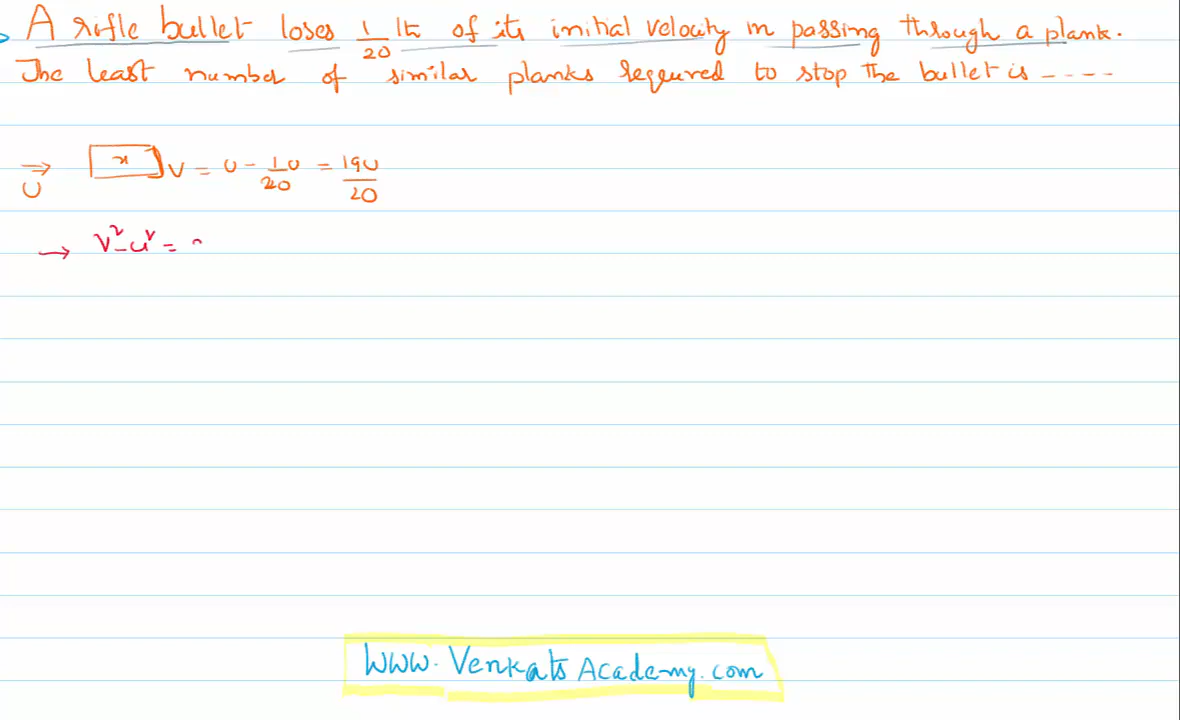 A rifle bullet loses 1/20 th of its initial velocity in passing through a plank.
The least number of similar planks required to stop the bullet is ----
→ U [x] V = U - 1/20 U = 19U/20
→ V² - u² =
www.VenkatsAcademy.com